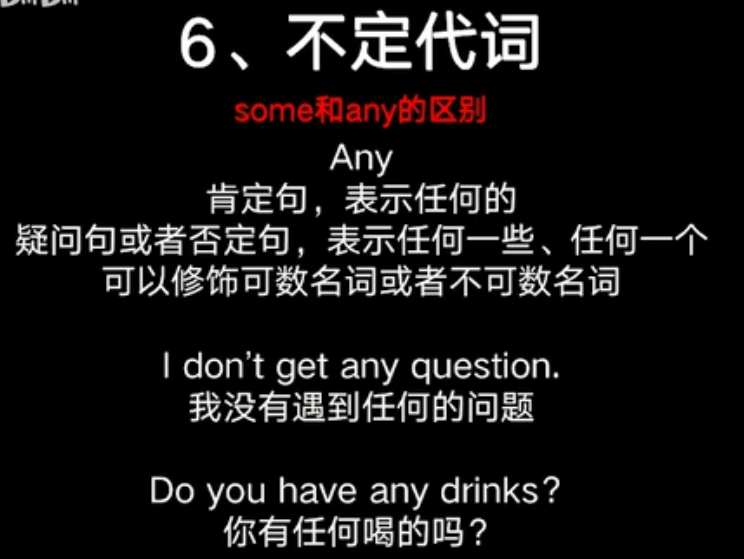 6、不定代词
some和any的区别
Any
肯定句，表示任何的
疑问句或者否定句，表示任何一些、任何一个
可以修饰可数名词或者不可数名词
I don't get any question.
我没有遇到任何的问题
Do you have any drinks?
你有任何喝的吗？